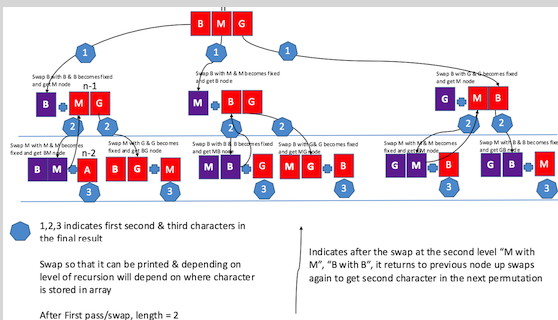 n
B M G
1
1
1
Swap B with B & B becomes fixed
and get M node
n-1
Swap B with M & M becomes fixed
and get B node
Swap B with G & G becomes fixed
and get M node
B M G
M B G
G M B
2
2
2
2
2
2
Swap M with M & M becomes
fixed and get BM node
n-2
Swap M with G & G becomes
fixed and get BG node
Swap B with B & B becomes fixed
and get MB node
Swap B with G & G becomes
fixed and get MG node
Swap M with M & M becomes
fixed and get M node
Swap M with B & B becomes
fixed and get GB node
B M A
B G M
M B G
M G B
G M B
G B M
3
3
3
3
3
3
1,2,3 indicates first second & third characters in
the final result
Swap so that it can be printed & depending on
level of recursion will depend on where character
is stored in array
After First pass/swap, length = 2
Indicates after the swap at the second level “M with
M”, “B with B”, it returns to previous node up swaps
again to get second character in the next permutation